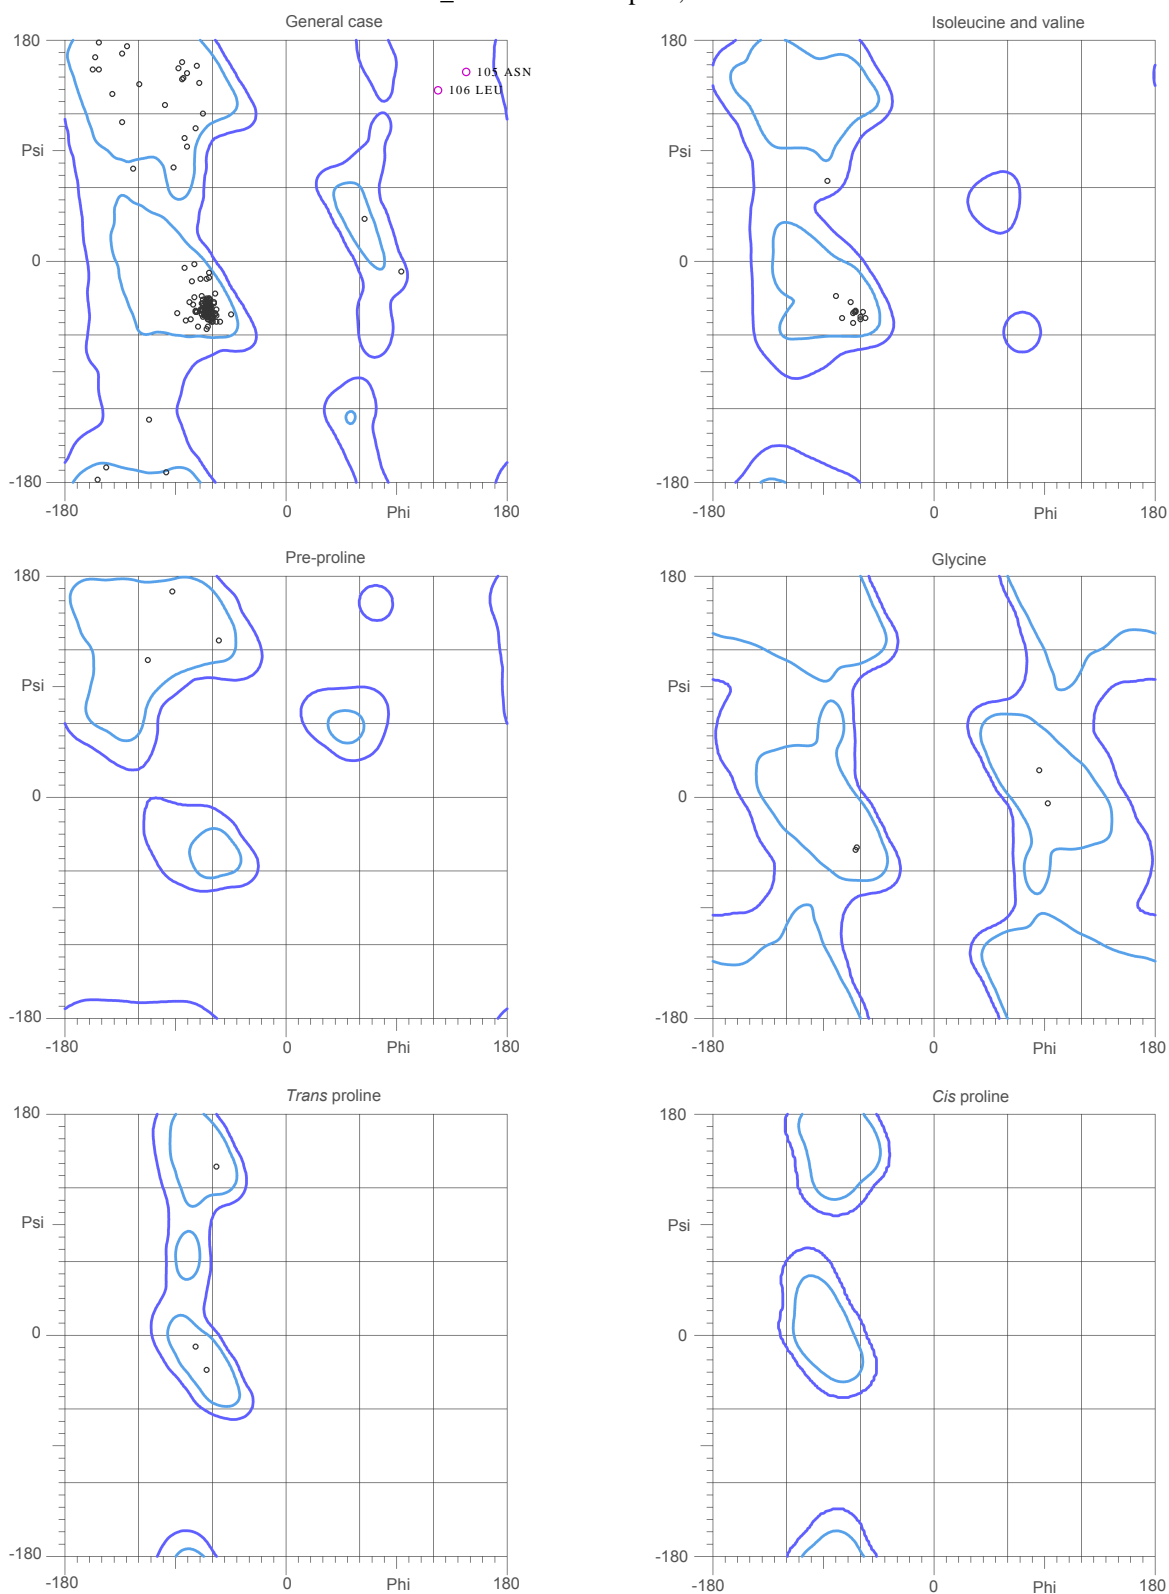 General case
Isoleucine and valine
180
180
105 ASN
106 LEU
Psi
Psi
0
0
-180
-180
-180
0
Phi
180
-180
0
Phi
180
Pre-proline
Glycine
180
180
Psi
Psi
0
0
-180
-180
-180
0
Phi
180
-180
0
Phi
180
Trans proline
Cis proline
180
180
Psi
Psi
0
0
-180
-180
-180
0
Phi
180
-180
0
Phi
180